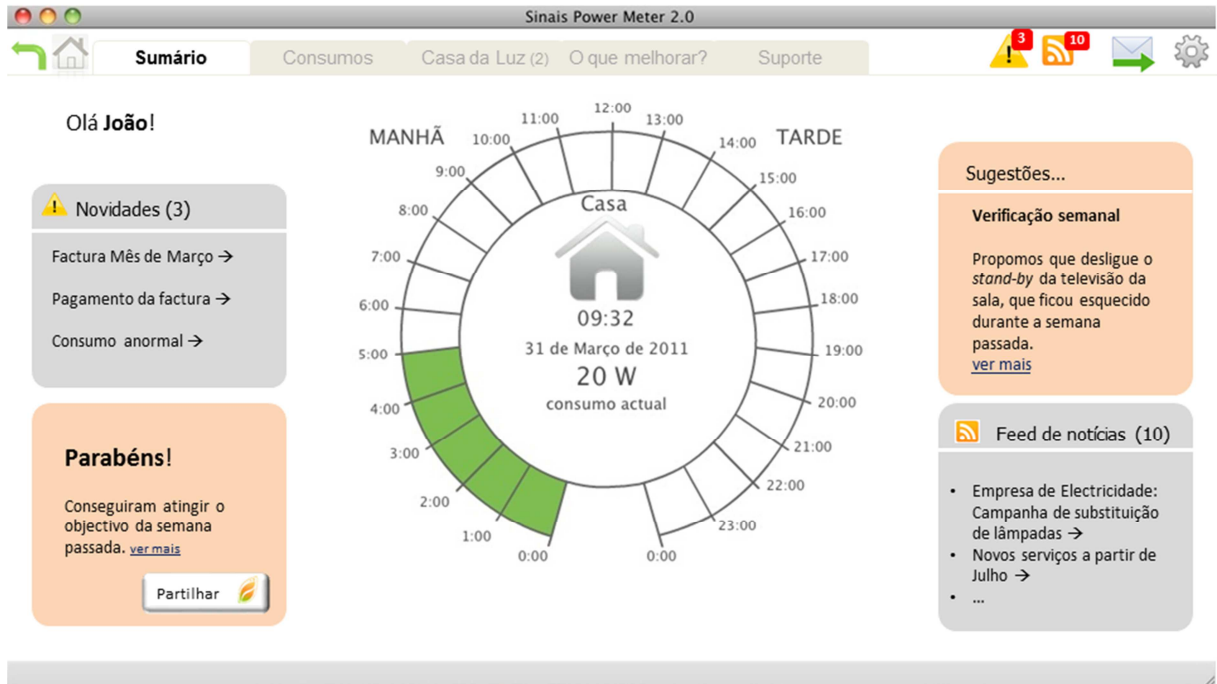 Sinais Power Meter 2.0
Sumário
Consumos
Casa da Luz (2)
O que melhorar?
Suporte
3
10
Olá João!
Novidades (3)
Factura Mês de Março →
Pagamento da factura →
Consumo anormal →
Parabéns!
Conseguiram atingir o
objectivo da semana
passada. ver mais
Partilhar
MANHÃ
TARDE
0:00
1:00
2:00
3:00
4:00
5:00
6:00
7:00
8:00
9:00
10:00
11:00
12:00
13:00
14:00
15:00
16:00
17:00
18:00
19:00
20:00
21:00
22:00
23:00
0:00
Casa
09:32
31 de Março de 2011
20 W
consumo actual
Sugestões...
Verificação semanal
Propomos que desligue o
stand-by da televisão da
sala, que ficou esquecido
durante a semana
passada.
ver mais
Feed de notícias (10)
• Empresa de Electricidade:
Campanha de substituição
de lâmpadas →
• Novos serviços a partir de
Julho →
• ...